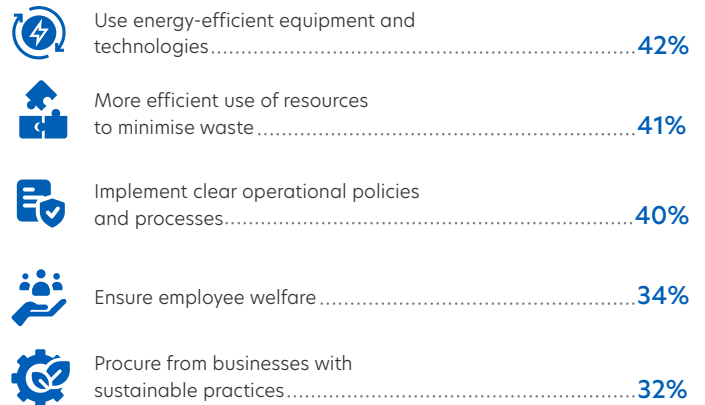 Use energy-efficient equipment and
technologies........................................................................42%
More efficient use of resources
to minimise waste ...............................................................41%
Implement clear operational policies
and processes.....................................................................40%
Ensure employee welfare .....................................................34%
Procure from businesses with
sustainable practices...........................................................32%